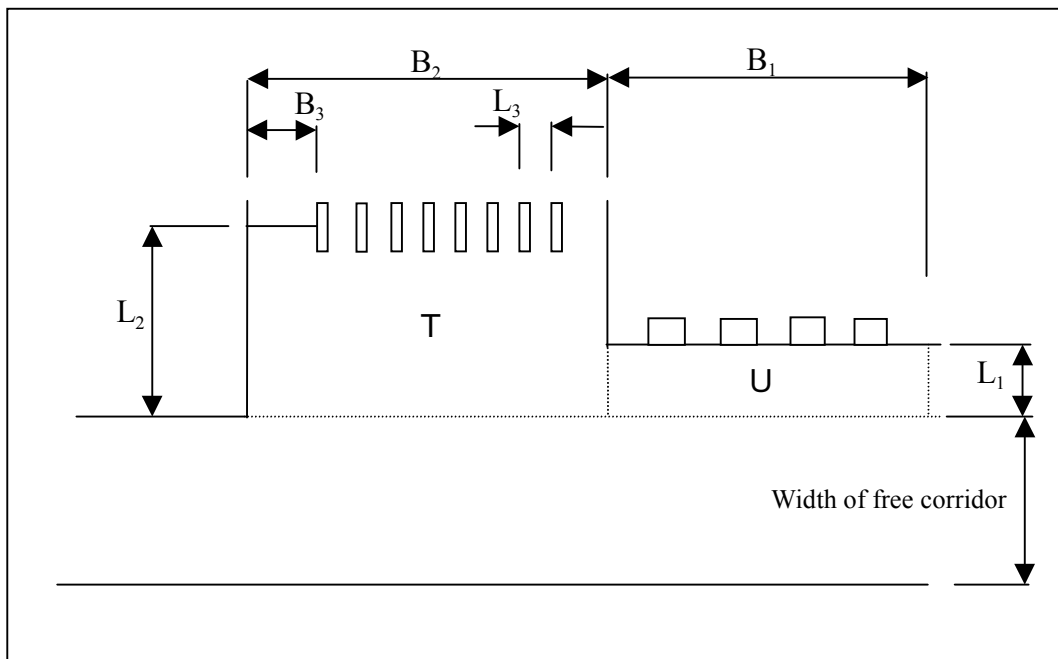 B₂
B₁
B₃
L₃
L₂
T
U
L₁
Width of free corridor